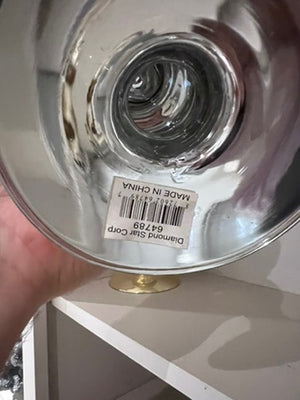 Diamond Star Corp
64789
MADE IN CHINA